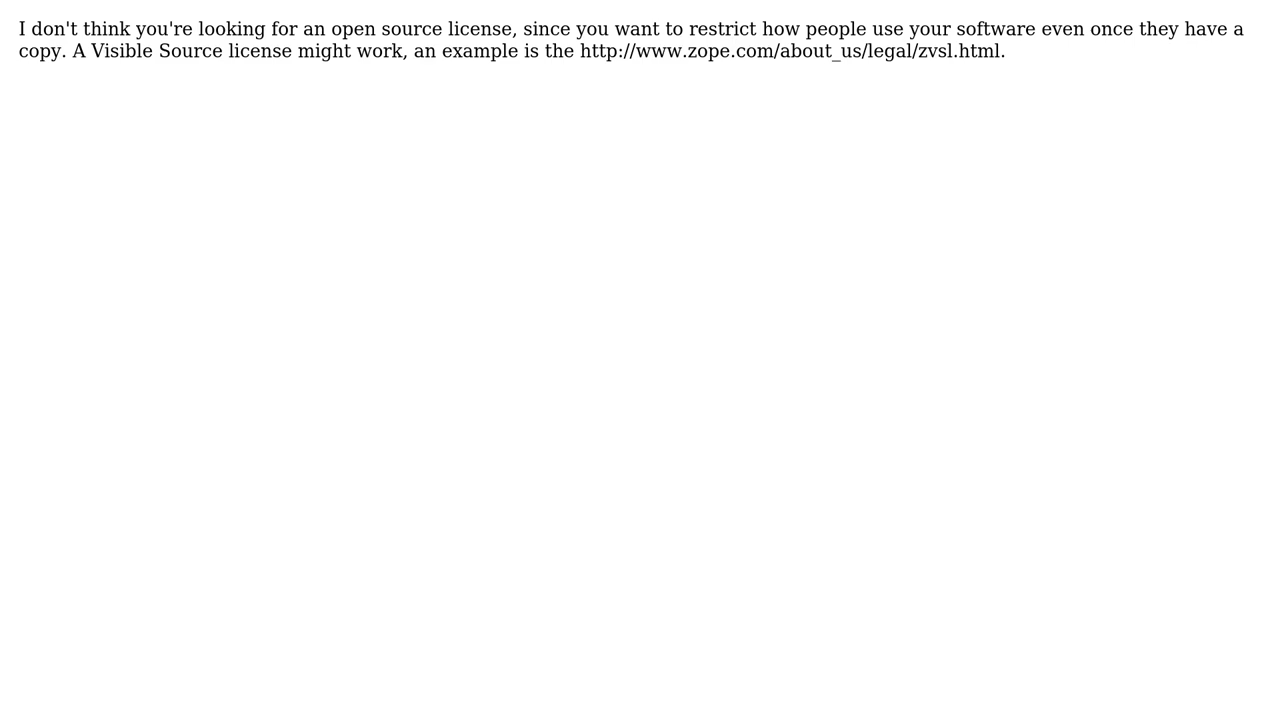 I don't think you're looking for an open source license, since you want to restrict how people use your software even once they have a
copy. A Visible Source license might work, an example is the http://www.zope.com/about_us/legal/zvsl.html.